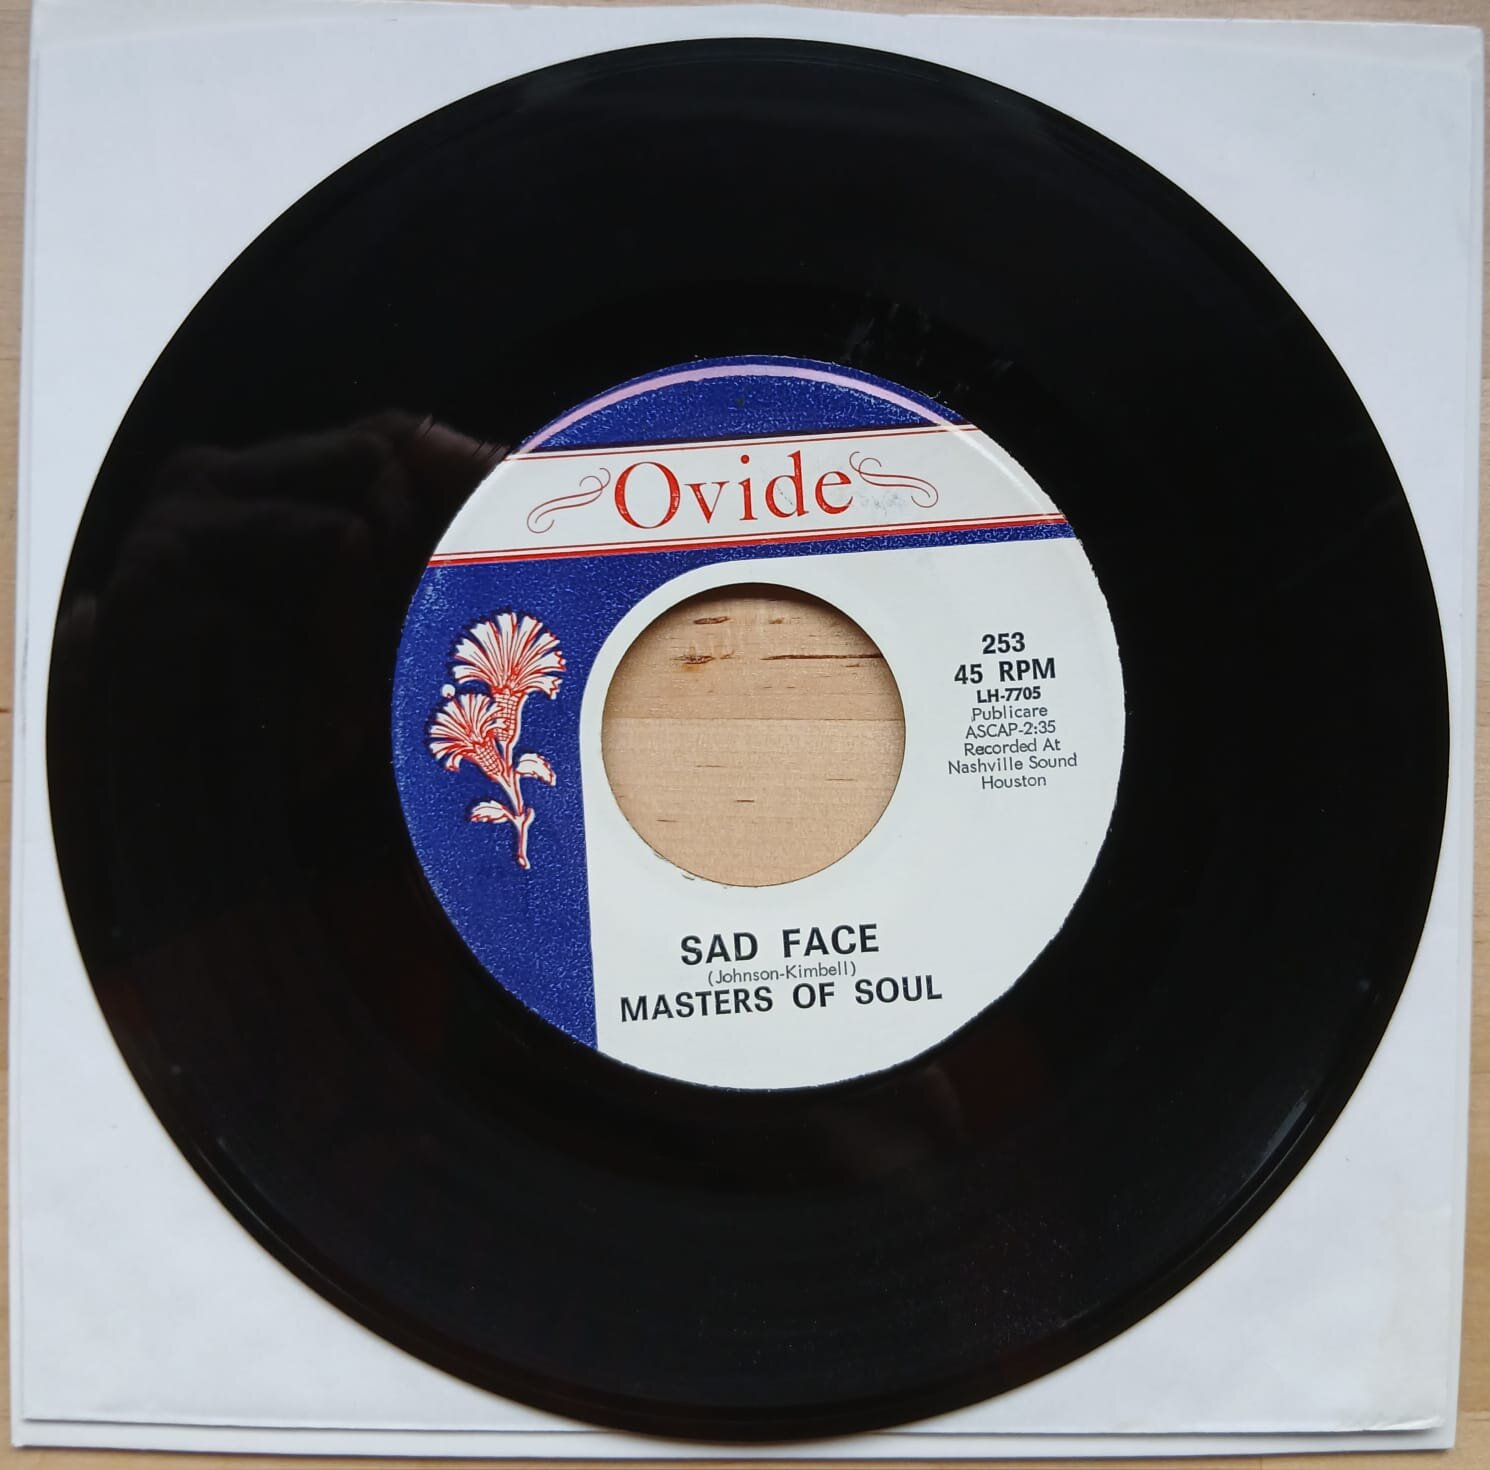 Ovide
253
45 RPM
LH-7705
Publicare
ASCAP-2:35
Recorded At
Nashville Sound
Houston
SAD FACE
(Johnson-Kimbell)
MASTERS OF SOUL